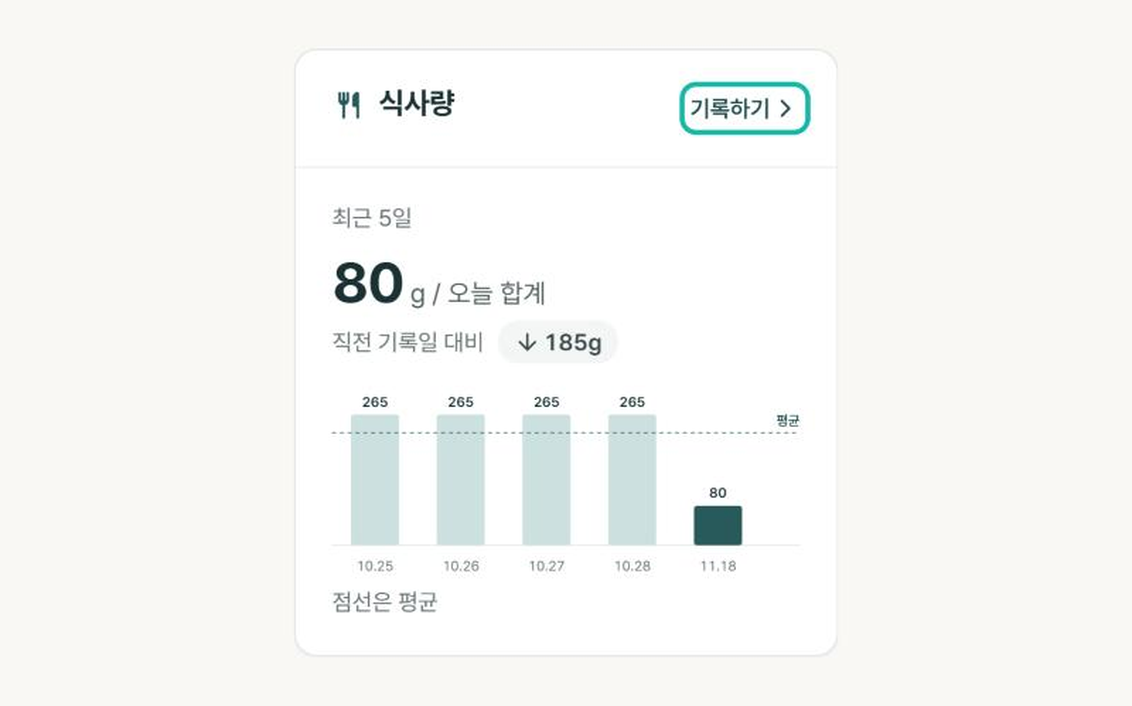 식사량
기록하기
최근 5일
80 g / 오늘 합계
직전 기록일 대비 ↓ 185g
265 265 265 265
평균
80
10.25 10.26 10.27 10.28 11.18
점선은 평균